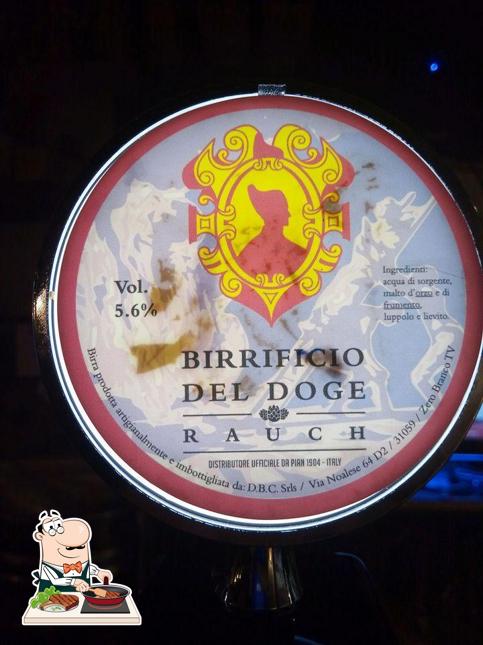 Vol.
5.6%
Ingredienti:
acqua di sorgente,
malto d'orzo e di
frumento,
luppolo e lievito.
BIRRIFICIO
DEL DOGE
RAUCH
DISTRIBUTORE UFFICIALE DA PIAN 1904 - ITALY
Birra prodotta artigianalmente e imbottigliata da: D.B.C. Srls / Via Noalese 64 D2 / 31059 / Zero Branco TV